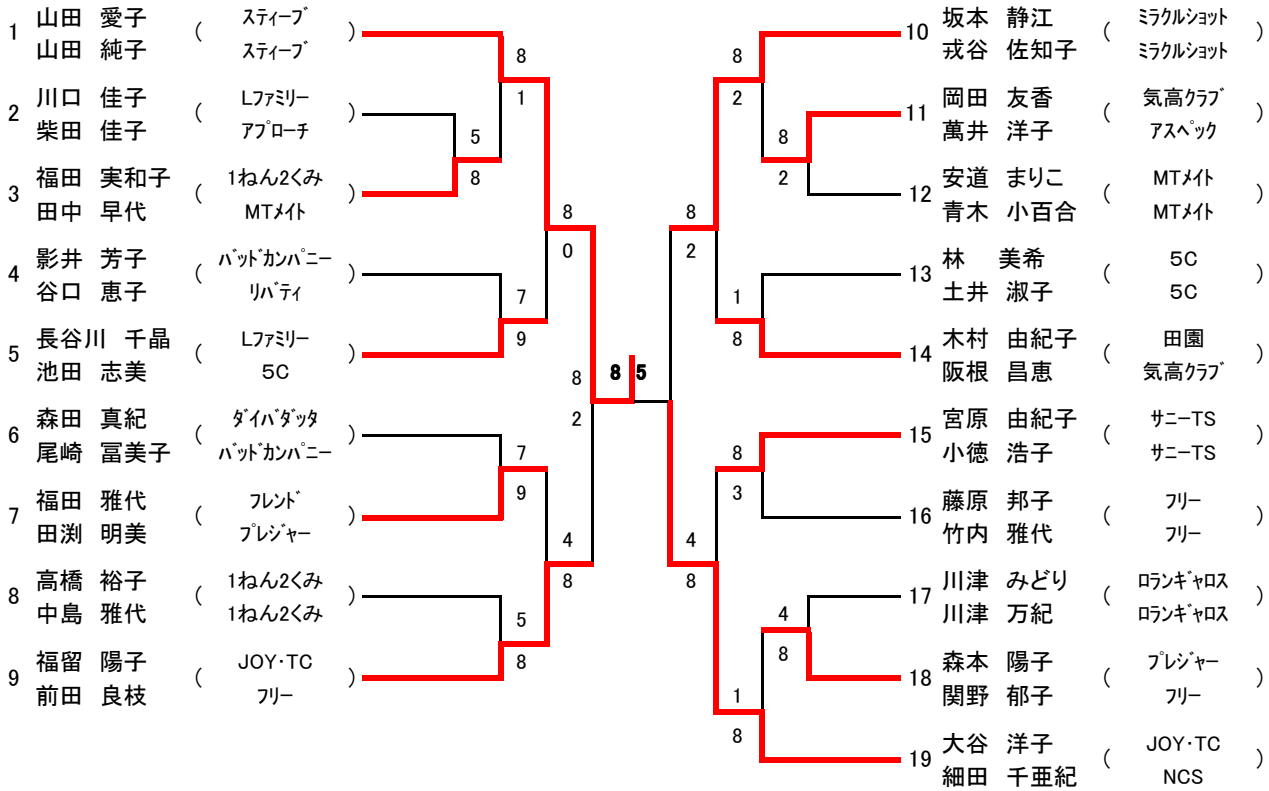 1 山田 愛子 ( スティーブ )
山田 純子 スティーブ
8
1
2 川口 佳子 ( Lファミリー )
柴田 佳子 アプローチ
5
8
3 福田 実和子 ( 1ねん2くみ )
田中 早代 MTメイト
8
0
4 影井 芳子 ( バッドカンパニー )
谷口 恵子 リバティ
7
9
5 長谷川 千晶 ( Lファミリー )
池田 志美 5C
8
2
6 森田 真紀 ( ダイバダッタ )
尾崎 冨美子 バッドカンパニー
7
9
7 福田 雅代 ( フレンド )
田渕 明美 プレジャー
4
8
8 高橋 裕子 ( 1ねん2くみ )
中島 雅代 1ねん2くみ
5
8
9 福留 陽子 ( JOY・TC )
前田 良枝 フリー
8 5
10 坂本 静江 ( ミラクルショット )
戎谷 佐知子 ミラクルショット
8
2
11 岡田 友香 ( 気高クラブ )
萬井 洋子 アスペック
8
2
12 安道 まりこ ( MTメイト )
青木 小百合 MTメイト
8
2
13 林 美希 ( 5C )
土井 淑子 5C
1
8
14 木村 由紀子 ( 田園 )
阪根 昌恵 気高クラブ
15 宮原 由紀子 ( サニーTS )
小徳 浩子 サニーTS
8
3
16 藤原 邦子 ( フリー )
竹内 雅代 フリー
4
8
17 川津 みどり ( ロランギャロス )
川津 万紀 ロランギャロス
4
8
18 森本 陽子 ( プレジャー )
関野 郁子 フリー
1
8
19 大谷 洋子 ( JOY・TC )
細田 千亜紀 NCS